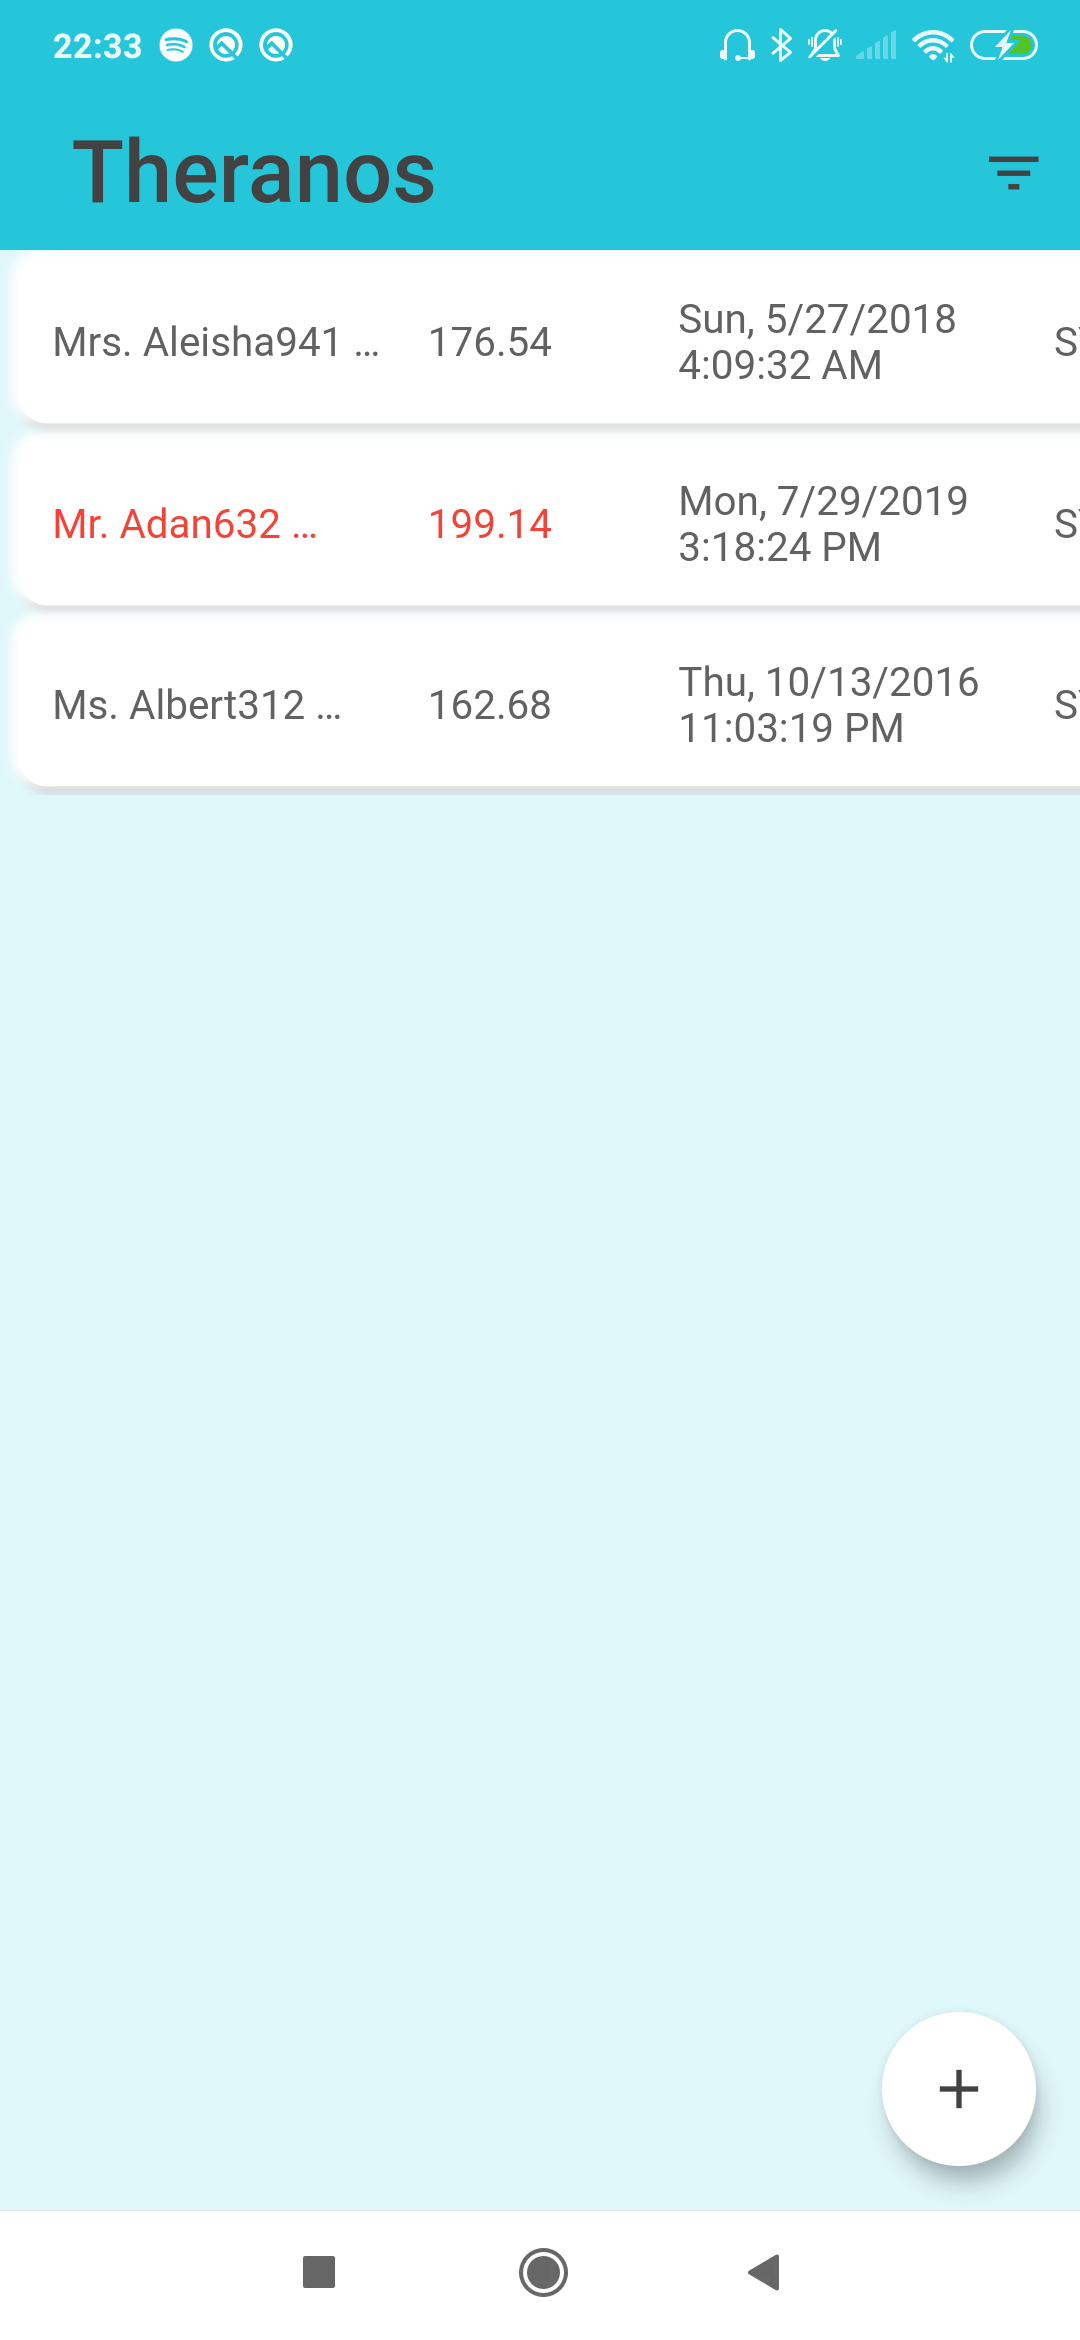 22:33
Theranos
Mrs. Aleisha941 ... 176.54 Sun, 5/27/2018
4:09:32 AM
Mr. Adan632 ... 199.14 Mon, 7/29/2019
3:18:24 PM
Ms. Albert312 ... 162.68 Thu, 10/13/2016
11:03:19 PM